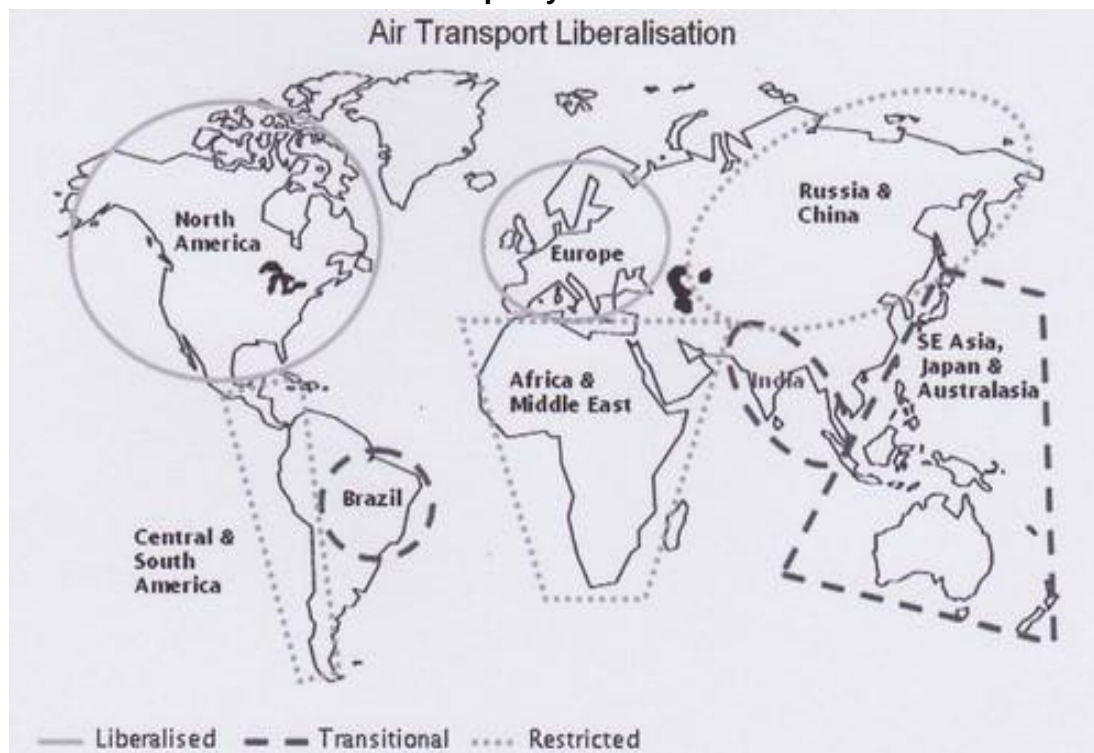 Air Transport Liberalisation
North
America
Europe
Russia &
China
Africa &
Middle East
India
SE Asia,
Japan &
Australasia
Brazil
Central &
South
America
Liberalised
Transitional
Restricted